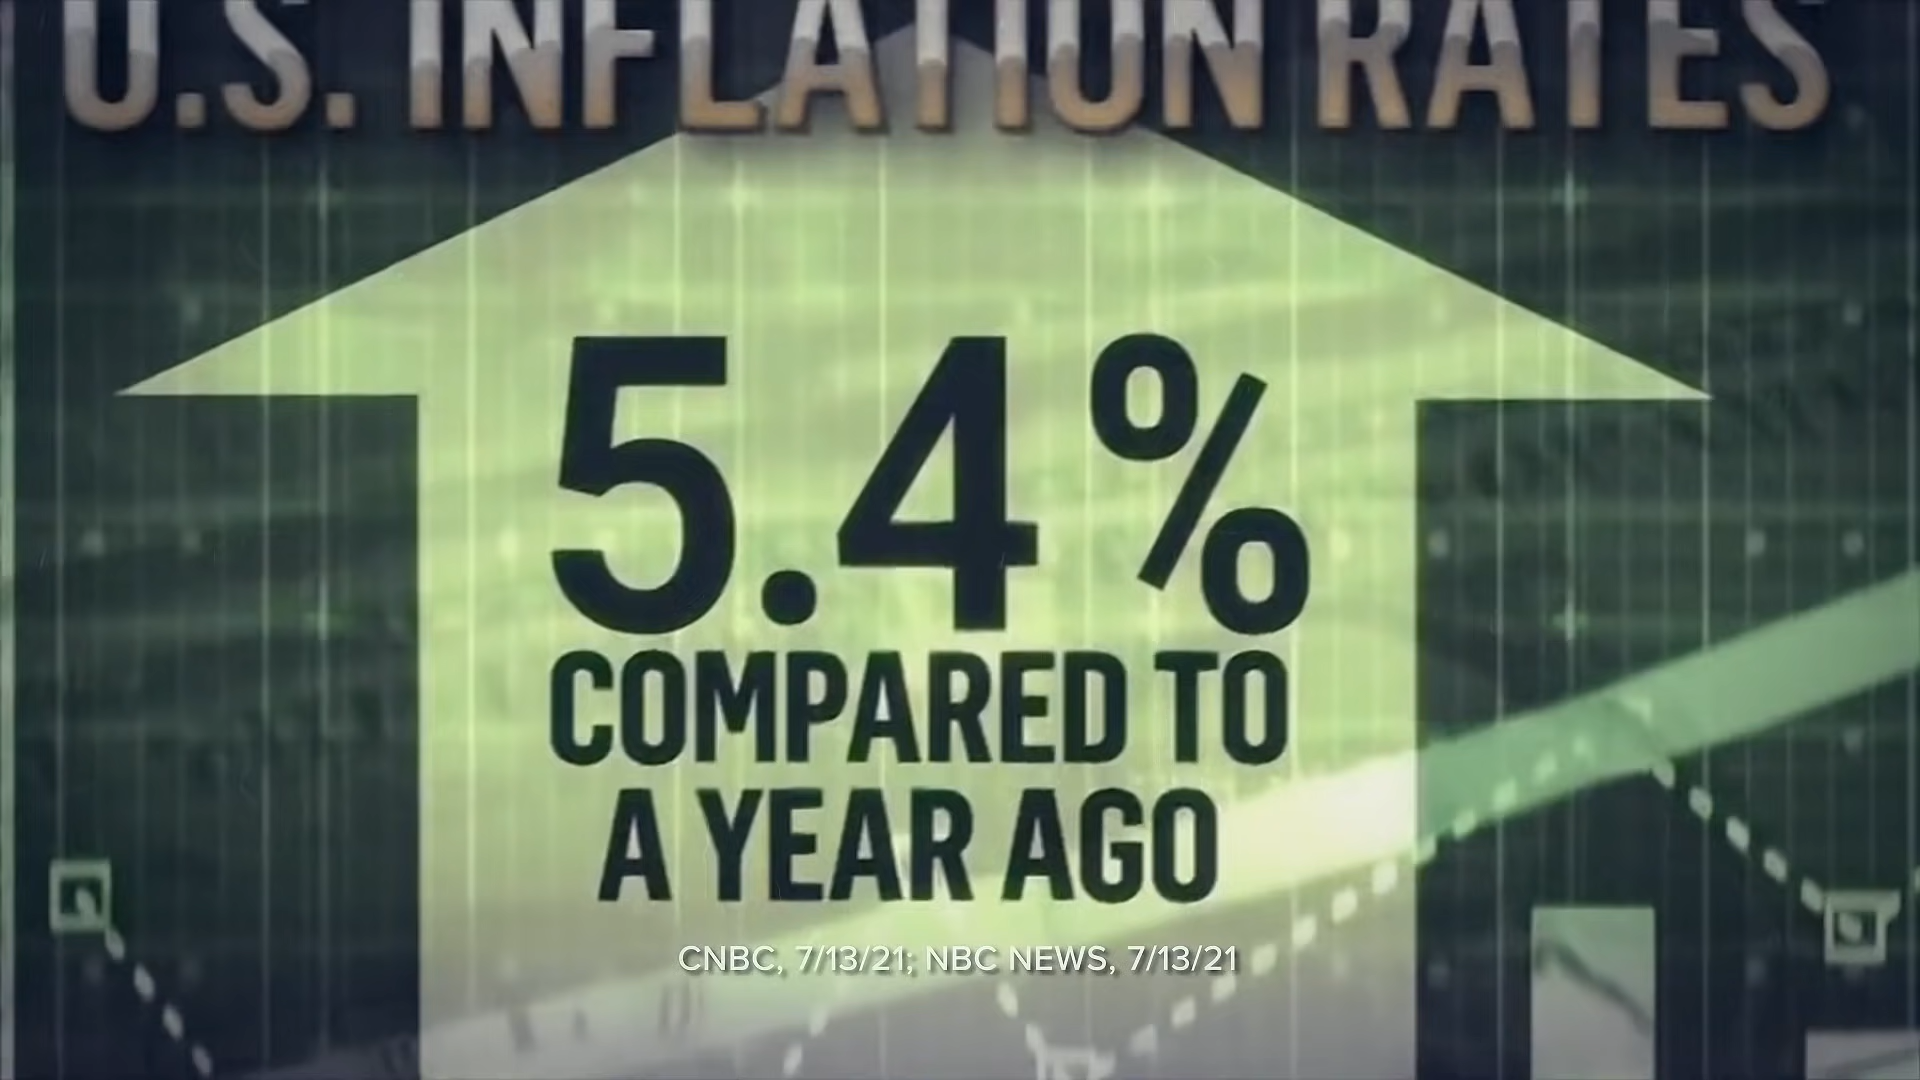 U.S. INFLATION RATES
5.4%
COMPARED TO
A YEAR AGO
CNBC, 7/13/21; NBC NEWS, 7/13/21